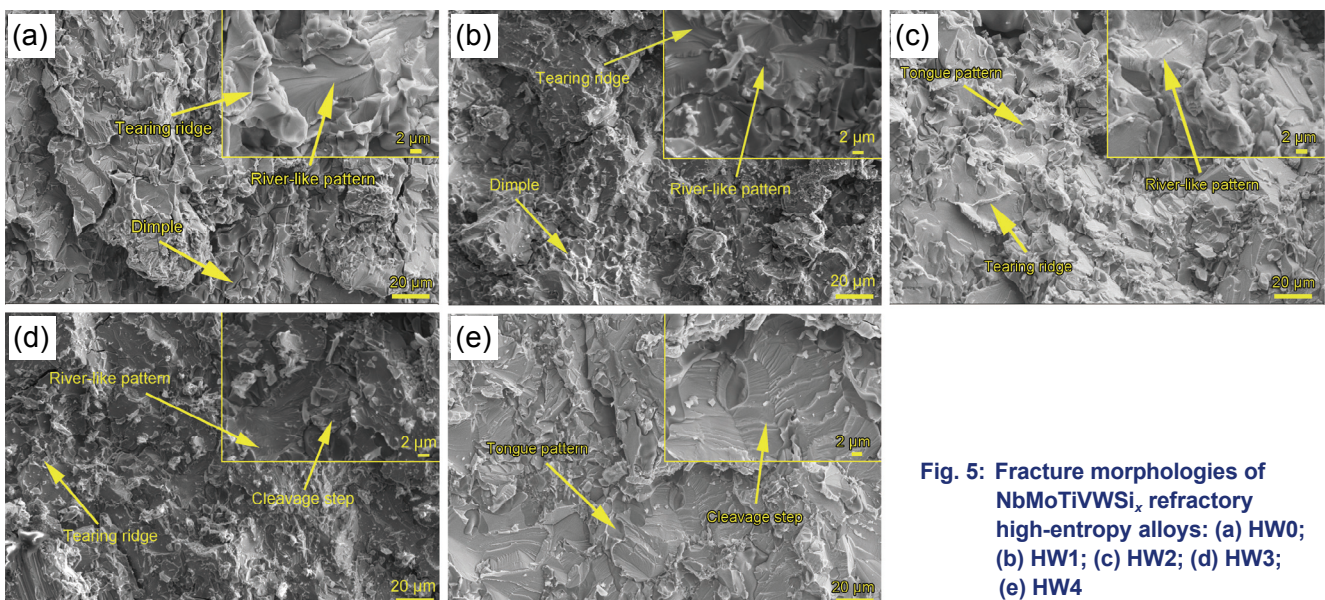 (a)
Tearing ridge
River-like pattern
Dimple
2 μm
20 μm
(b)
Tearing ridge
River-like pattern
Dimple
2 μm
20 μm
(c)
Tongue pattern
River-like pattern
Tearing ridge
2 μm
20 μm
(d)
River-like pattern
Cleavage step
Tearing ridge
2 μm
20 μm
(e)
Tongue pattern
Cleavage step
2 μm
20 μm
Fig. 5: Fracture morphologies of
NbMoTiVWSiₓ refractory
high-entropy alloys: (a) HW0;
(b) HW1; (c) HW2; (d) HW3;
(e) HW4